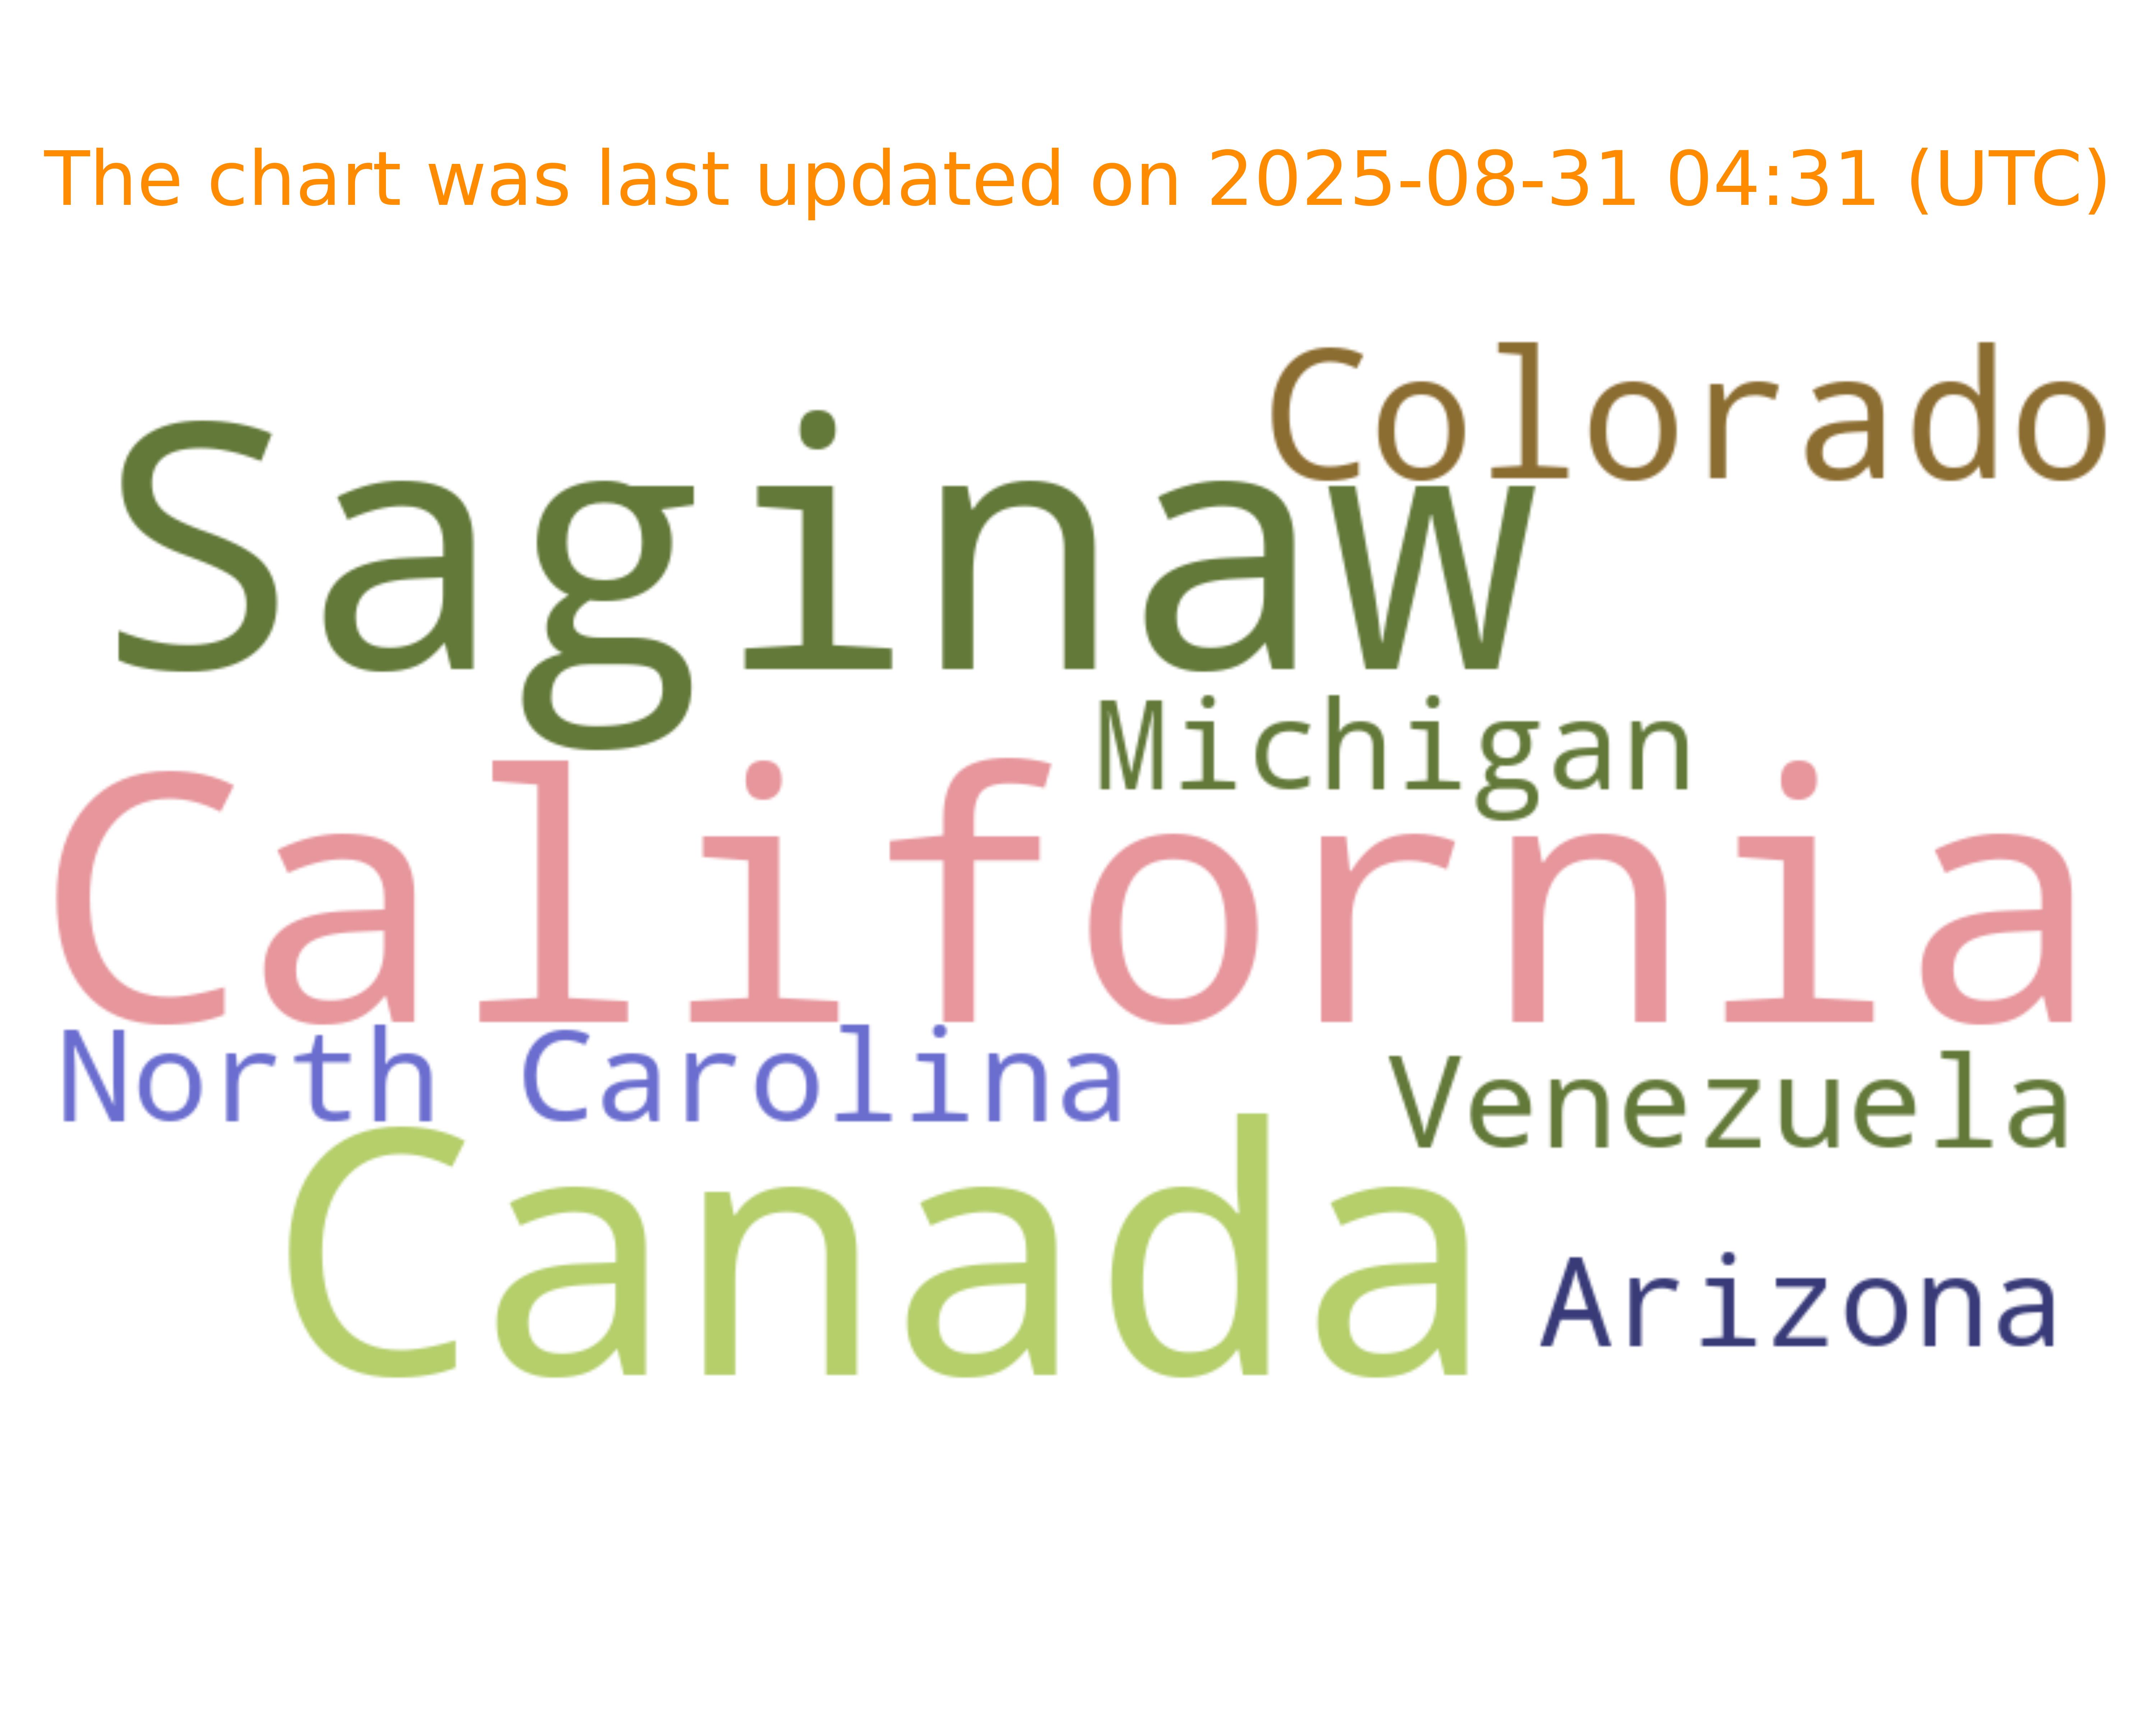 The chart was last updated on 2025-08-31 04:31 (UTC)
Colorado
Saginaw
Michigan
California
North Carolina
Venezuela
Canada
Arizona